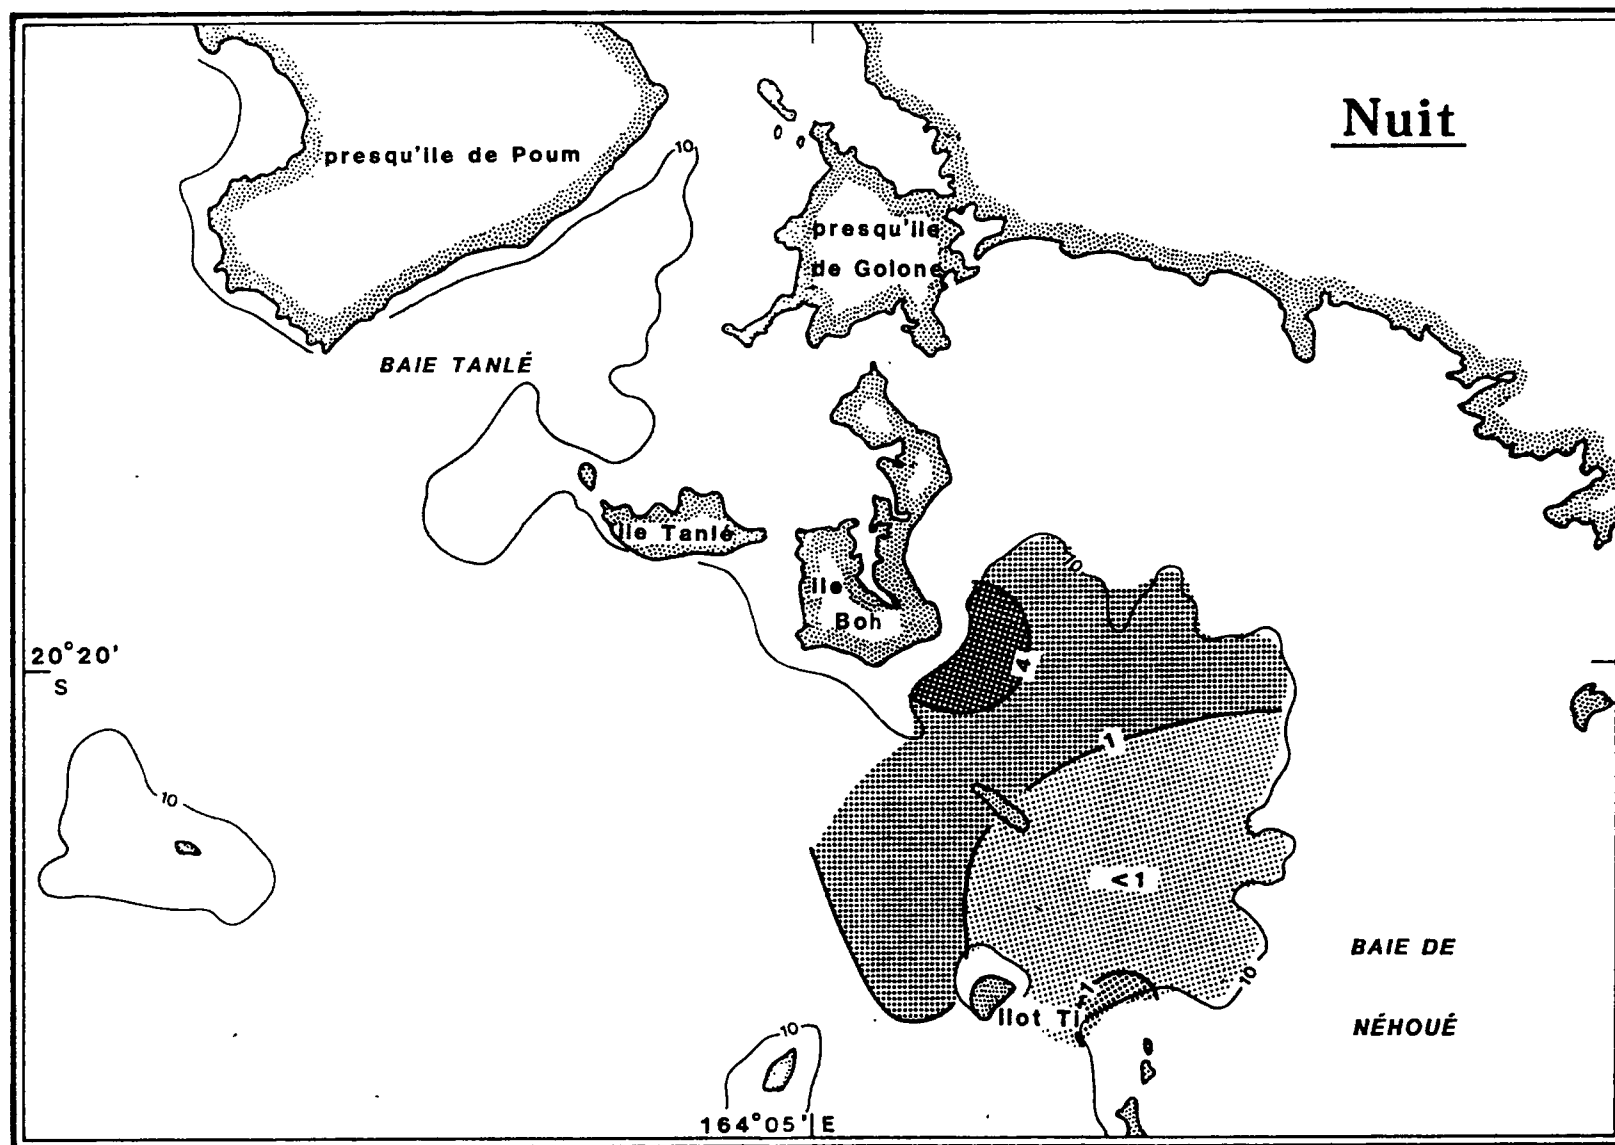 Nuit
10
presqu'ile de Poum
presqu'ile
de Golone
BAIE TANLÉ
ile Tanlé
ile
Boh
10
20°20'
S
4
1
10
<1
BAIE DE
10
1
ilot Ti
NÉHOUÉ
10
164°05' E